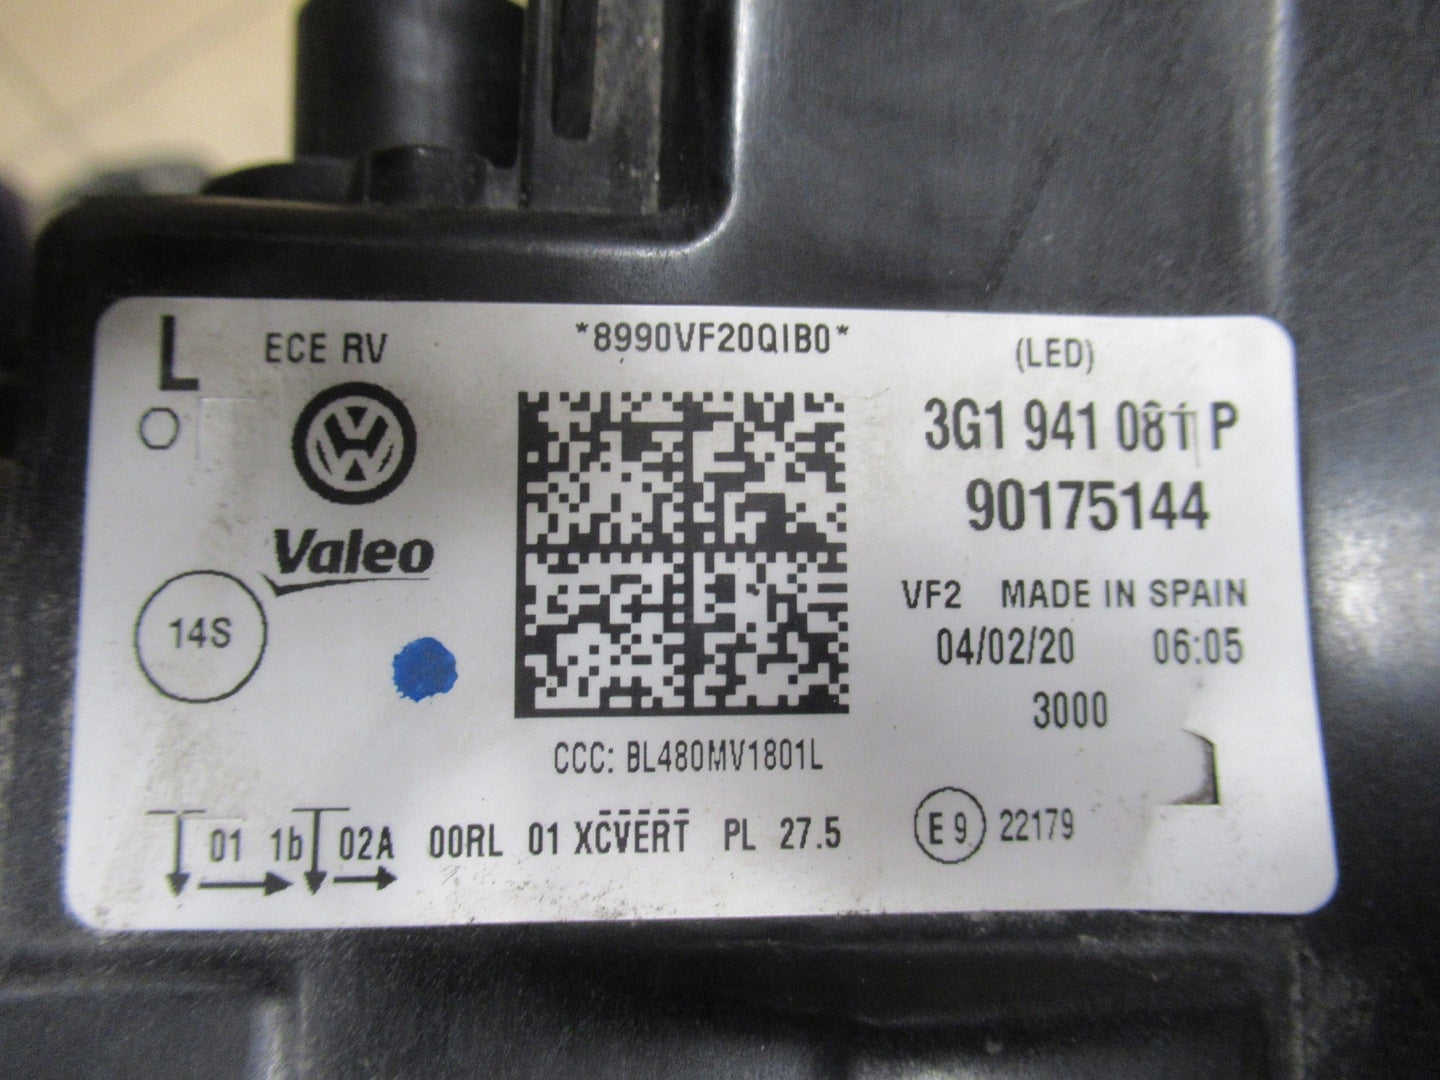 L
ECE RV
*8990VF20QIB0*
(LED)
3G1 941 081 P
90175144
Valeo
14S
VF2 MADE IN SPAIN
04/02/20 06:05
3000
CCC: BL480MV1801L
01 1b 02A 00RL 01 XCVERT PL 27.5
E9 22179